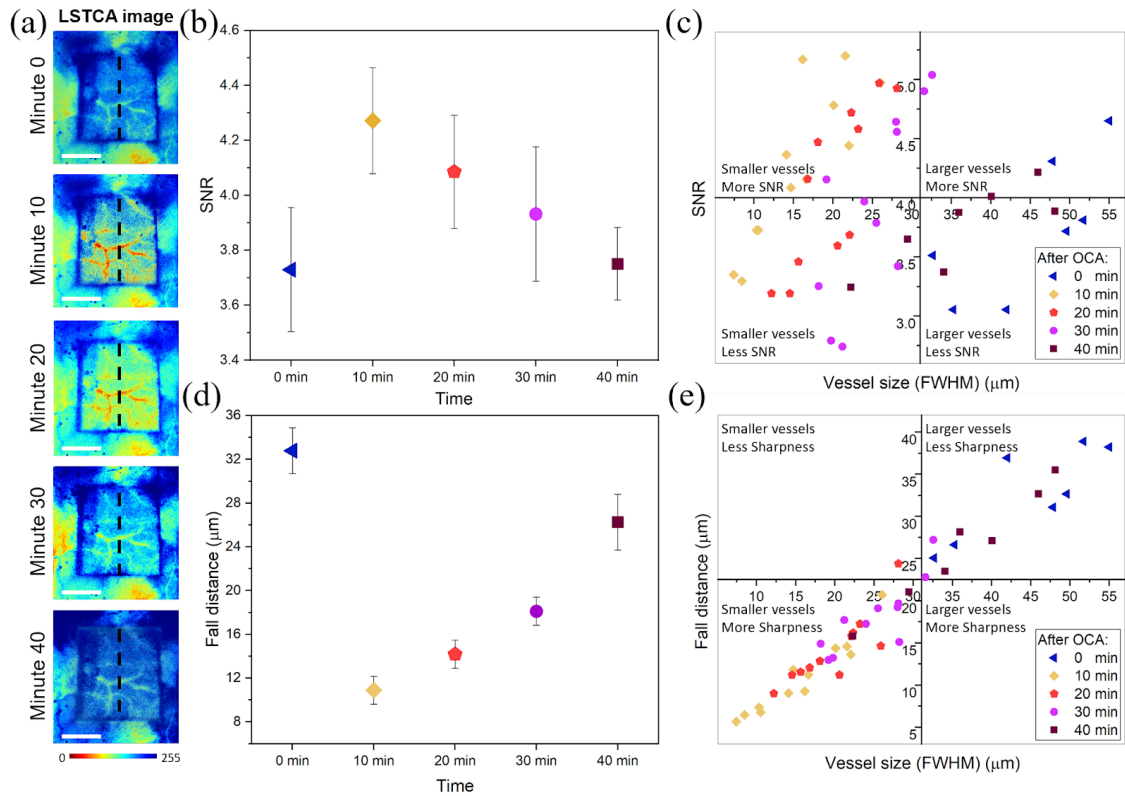 (a)
LSTCA image
Minute 0
Minute 10
Minute 20
Minute 30
Minute 40
0
255
(b)
4.6
4.4
4.2
4.0
3.8
3.6
3.4
SNR
0 min
10 min
20 min
30 min
40 min
Time
(c)
SNR
5.0
4.5
4.0
3.5
3.0
Smaller vessels
More SNR
Larger vessels
More SNR
10
15
20
25
30
35
40
45
50
55
Smaller vessels
Less SNR
Larger vessels
Less SNR
After OCA:
0 min
10 min
20 min
30 min
40 min
Vessel size (FWHM) (μm)
(d)
36
32
28
24
20
16
12
8
Fall distance (μm)
0 min
10 min
20 min
30 min
40 min
Time
(e)
Fall distance (μm)
Smaller vessels
Less Sharpness
Larger vessels
Less Sharpness
40
35
30
25
20
15
10
5
5
10
15
20
25
30
35
40
45
50
55
Smaller vessels
More Sharpness
Larger vessels
More Sharpness
After OCA:
0 min
10 min
20 min
30 min
40 min
Vessel size (FWHM) (μm)